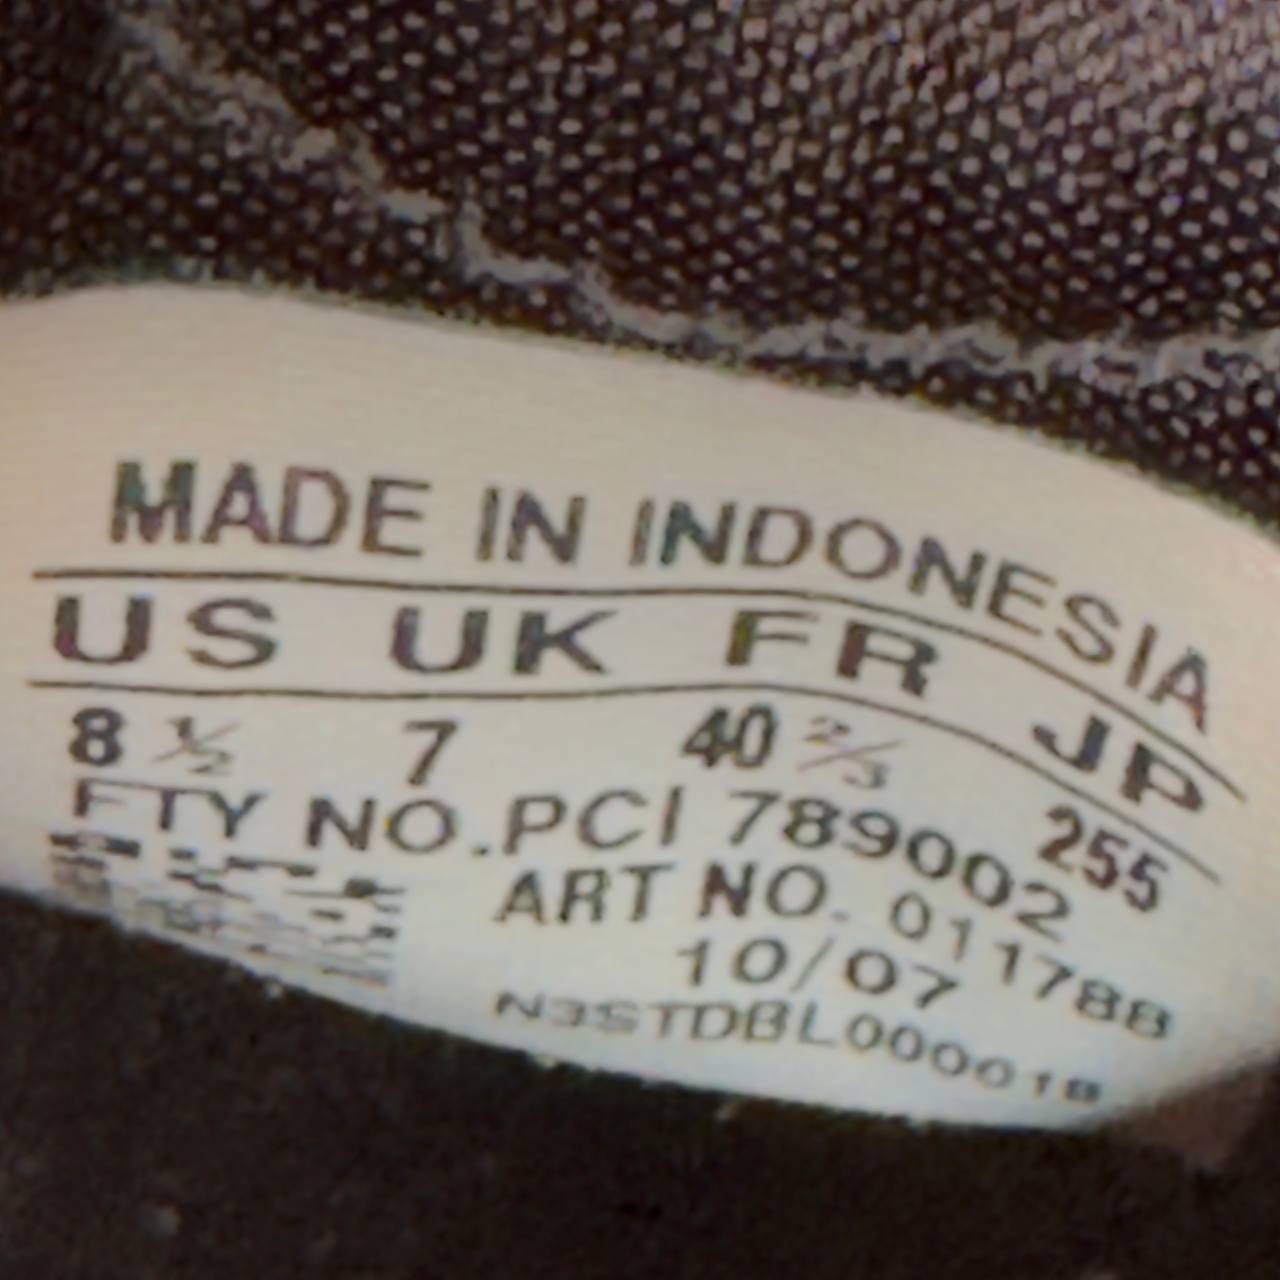 MADE IN INDONESIA
US UK FR JP
8 ½ 7 40 ⅔ 255
FTY NO.PCI 789002
ART NO. 011788
10/07
N3STDBL000018